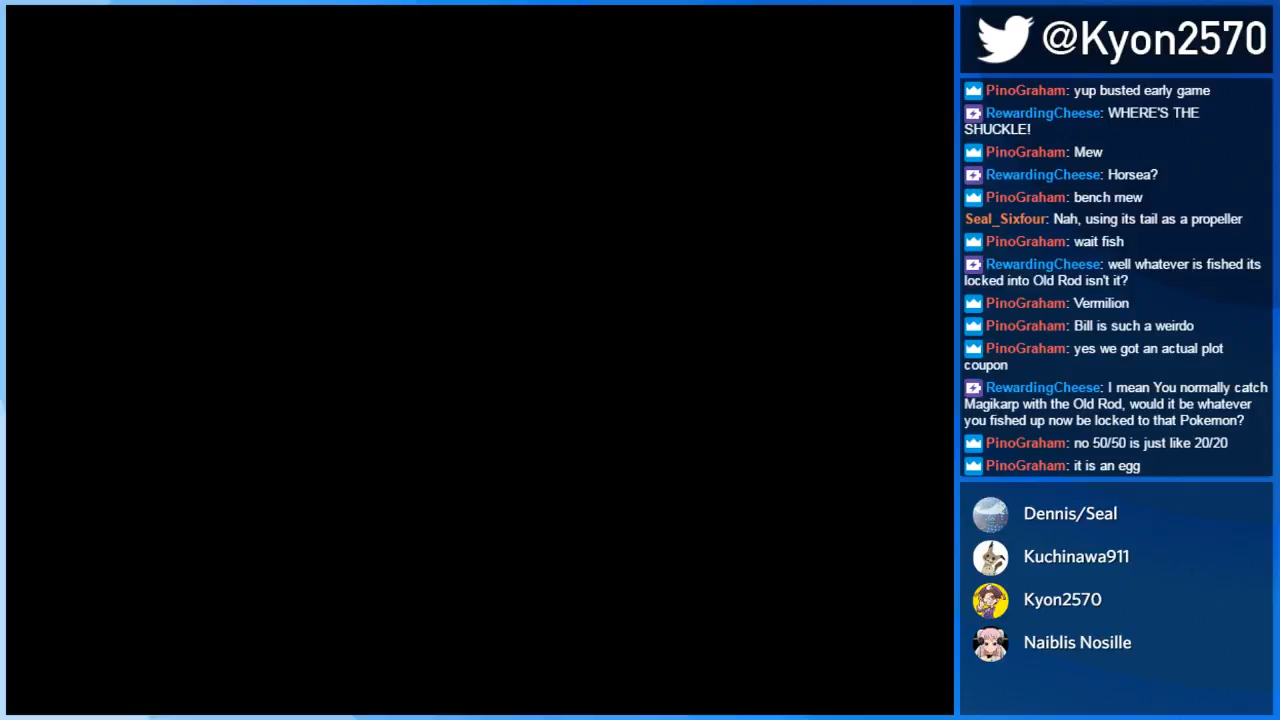 @Kyon2570
PinoGraham: yup busted early game
RewardingCheese: WHERE'S THE
SHUCKLE!
PinoGraham: Mew
RewardingCheese: Horsea?
PinoGraham: bench mew
Seal_Sixfour: Nah, using its tail as a propeller
PinoGraham: wait fish
RewardingCheese: well whatever is fished its
locked into Old Rod isn't it?
PinoGraham: Vermilion
PinoGraham: Bill is such a weirdo
PinoGraham: yes we got an actual plot
coupon
RewardingCheese: I mean You normally catch
Magikarp with the Old Rod, would it be whatever
you fished up now be locked to that Pokemon?
PinoGraham: no 50/50 is just like 20/20
PinoGraham: it is an egg
Dennis/Seal
Kuchinawa911
Kyon2570
Naiblis Nosille